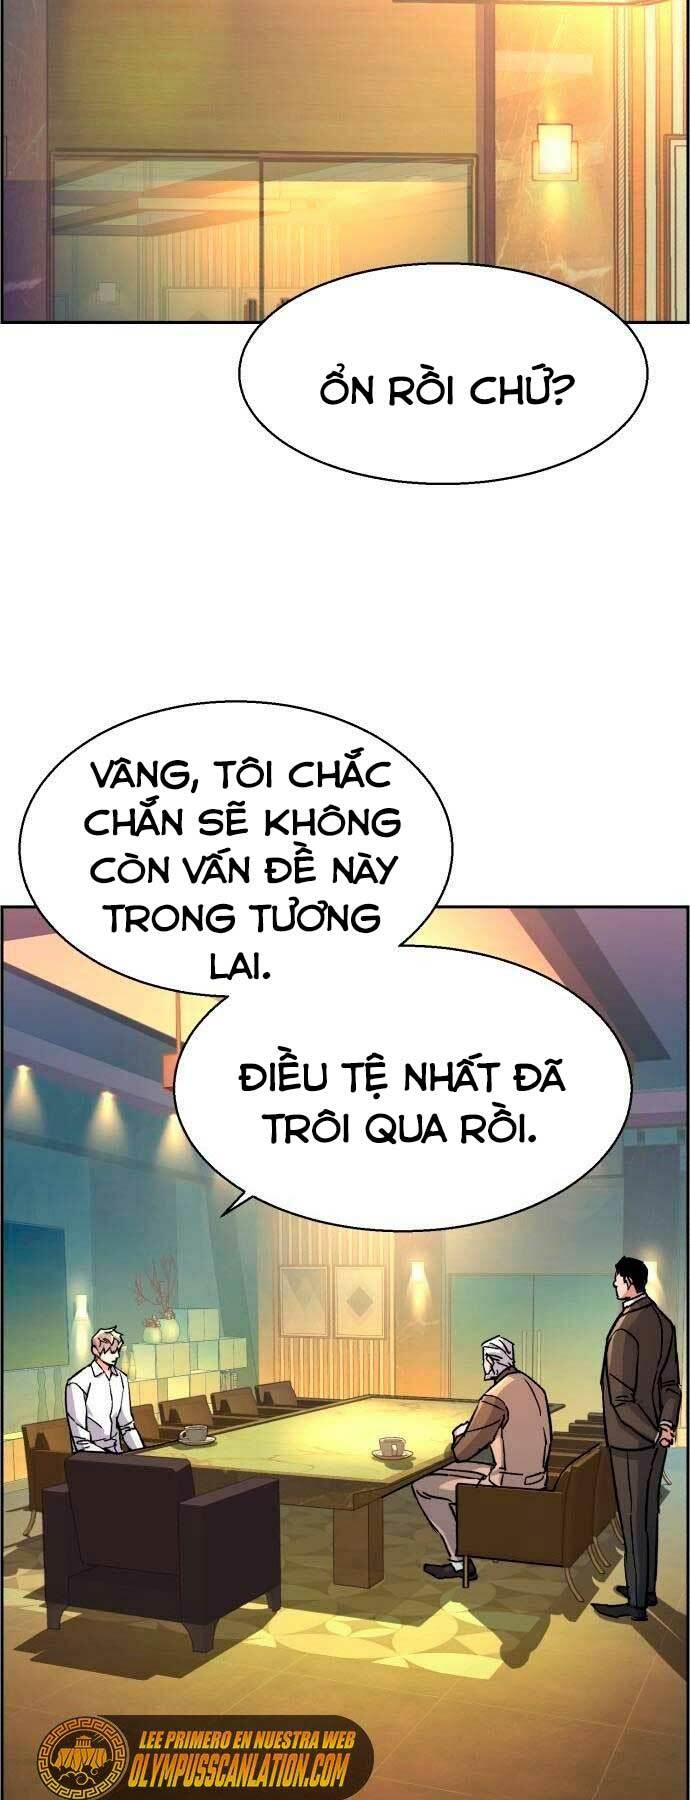 ỔN RỒI CHỨ?
VÂNG, TÔI CHẮC
CHẮN SẼ KHÔNG
CÒN VẤN ĐỀ NÀY
TRONG TƯƠNG
LAI.
ĐIỀU TỆ NHẤT ĐÃ
TRÔI QUA RỒI.
LEE PRIMERO EN NUESTRA WEB
OLYMPUSSCANLATION.COM